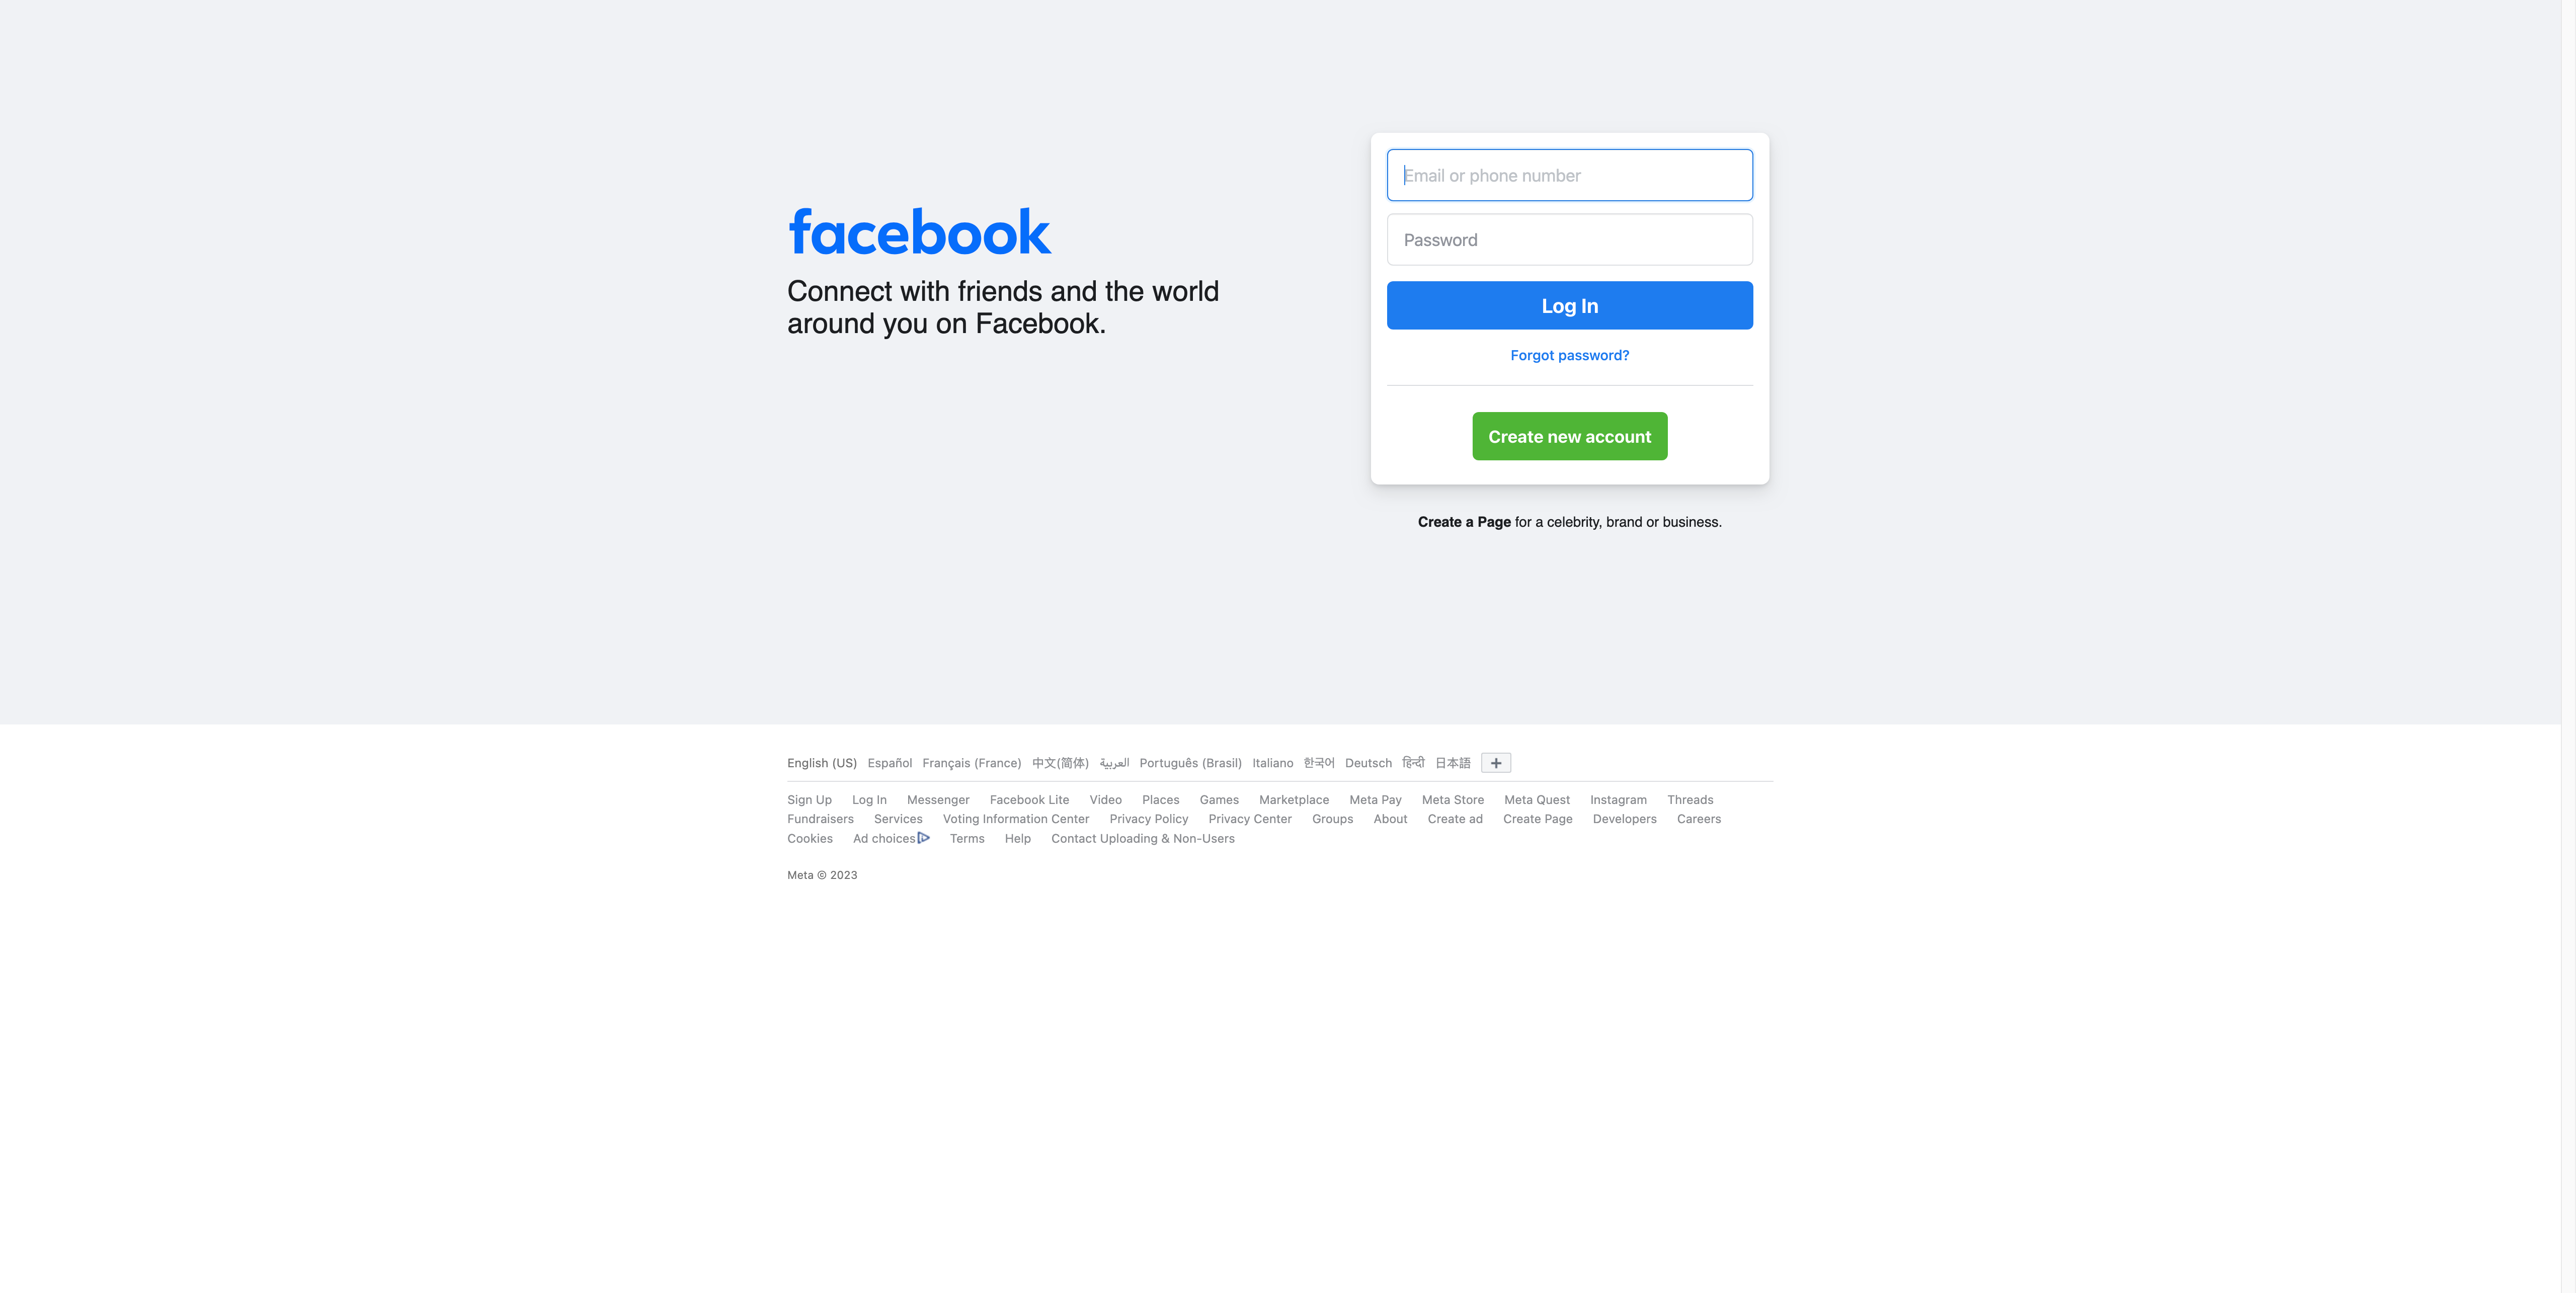 facebook
Connect with friends and the world
around you on Facebook.
Email or phone number
Password
Log In
Forgot password?
Create new account
Create a Page for a celebrity, brand or business.
English (US) Español Français (France) 中文(简体) العربية Português (Brasil) Italiano 한국어 Deutsch हिन्दी 日本語 +
Sign Up Log In Messenger Facebook Lite Video Places Games Marketplace Meta Pay Meta Store Meta Quest Instagram Threads
Fundraisers Services Voting Information Center Privacy Policy Privacy Center Groups About Create ad Create Page Developers Careers
Cookies Ad choices Terms Help Contact Uploading & Non-Users
Meta © 2023